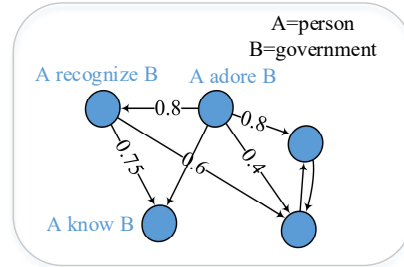 A=person
B=government
A recognize B
A adore B
0.8
0.8
0.75
0.6
0.4
A know B